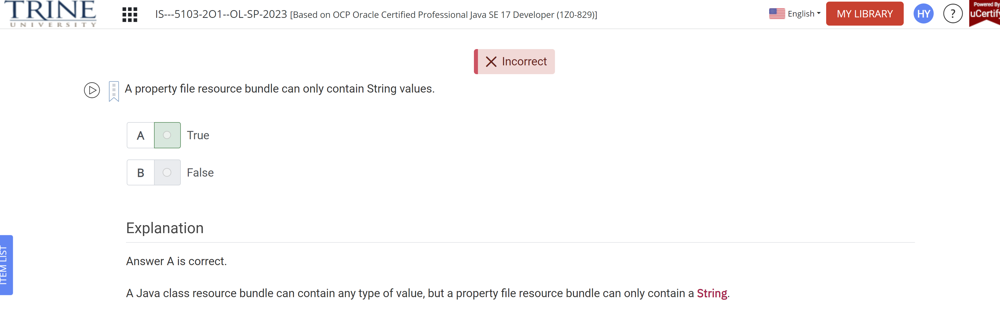 TRINE
UNIVERSITY
IS---5103-2O1--OL-SP-2023 [Based on OCP Oracle Certified Professional Java SE 17 Developer (1Z0-829)]
English
MY LIBRARY
HY
?
Powered By
uCertify
Incorrect
A property file resource bundle can only contain String values.
A True
B False
Explanation
Answer A is correct.
A Java class resource bundle can contain any type of value, but a property file resource bundle can only contain a String.
ITEM LIST